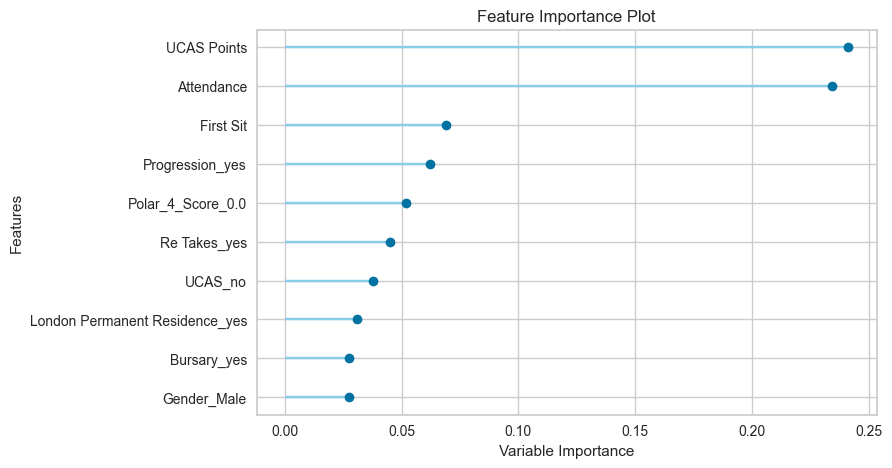 Feature Importance Plot
Features
UCAS Points
Attendance
First Sit
Progression_yes
Polar_4_Score_0.0
Re Takes_yes
UCAS_no
London Permanent Residence_yes
Bursary_yes
Gender_Male
0.00 0.05 0.10 0.15 0.20 0.25
Variable Importance